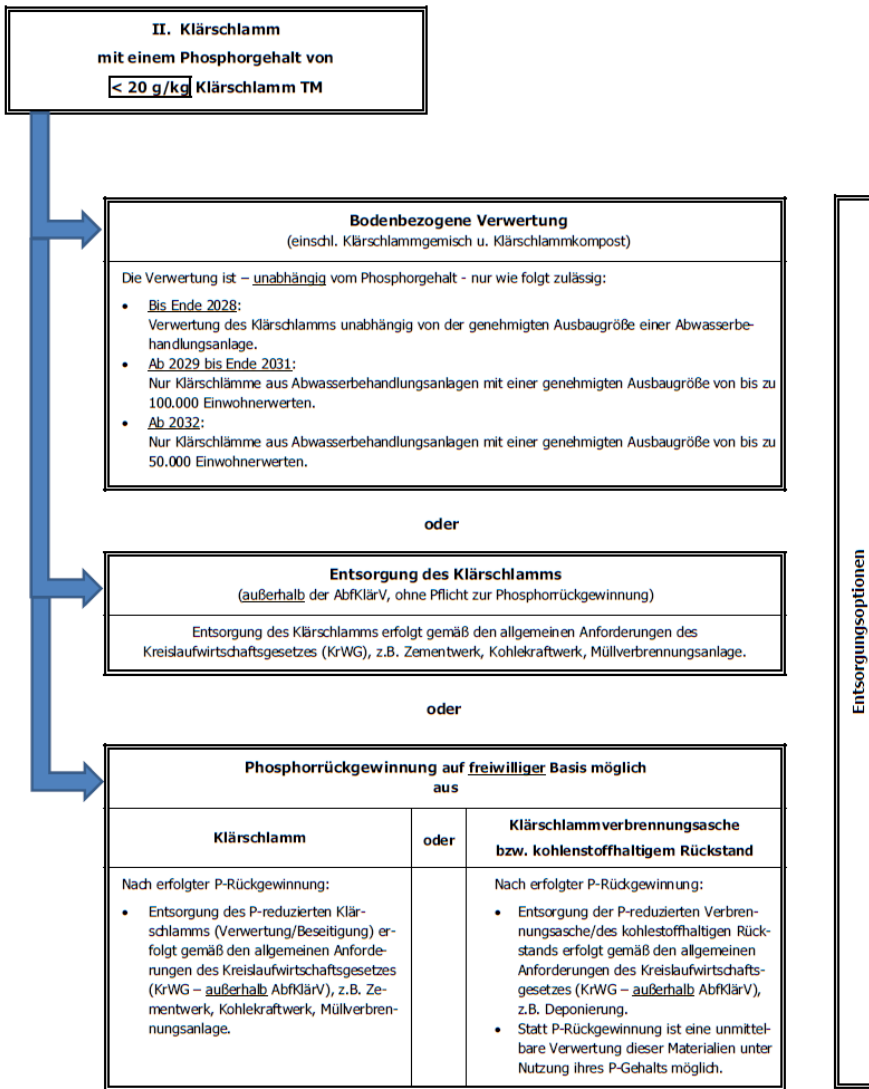 II. Klärschlamm
mit einem Phosphorgehalt von
< 20 g/kg Klärschlamm TM
Bodenbezogene Verwertung
(einschl. Klärschlammgemisch u. Klärschlammkompost)
Die Verwertung ist – unabhängig vom Phosphorgehalt - nur wie folgt zulässig:
• Bis Ende 2028:
Verwertung des Klärschlamms unabhängig von der genehmigten Ausbaugröße einer Abwasserbe-
handlungsanlage.
• Ab 2029 bis Ende 2031:
Nur Klärschlämme aus Abwasserbehandlungsanlagen mit einer genehmigten Ausbaugröße von bis zu
100.000 Einwohnerwerten.
• Ab 2032:
Nur Klärschlämme aus Abwasserbehandlungsanlagen mit einer genehmigten Ausbaugröße von bis zu
50.000 Einwohnerwerten.
oder
Entsorgung des Klärschlamms
(außerhalb der AbfKlärV, ohne Pflicht zur Phosphorrückgewinnung)
Entsorgung des Klärschlamms erfolgt gemäß den allgemeinen Anforderungen des
Kreislaufwirtschaftsgesetzes (KrWG), z.B. Zementwerk, Kohlekraftwerk, Müllverbrennungsanlage.
oder
Phosphorrückgewinnung auf freiwilliger Basis möglich
aus
Klärschlamm
Nach erfolgter P-Rückgewinnung:
• Entsorgung des P-reduzierten Klär-
schlamms (Verwertung/Beseitigung) er-
folgt gemäß den allgemeinen Anforde-
rungen des Kreislaufwirtschaftsgesetzes
(KrWG – außerhalb AbfKlärV), z.B. Ze-
mentwerk, Kohlekraftwerk, Müllverbren-
nungsanlage.
oder
Klärschlammverbrennungsasche
bzw. kohlenstoffhaltigem Rückstand
Nach erfolgter P-Rückgewinnung:
• Entsorgung der P-reduzierten Verbren-
nungsasche/des kohlestoffhaltigen Rück-
stands erfolgt gemäß den allgemeinen
Anforderungen des Kreislaufwirtschafts-
gesetzes (KrWG – außerhalb AbfKlärV),
z.B. Deponierung.
• Statt P-Rückgewinnung ist eine unmittel-
bare Verwertung dieser Materialien unter
Nutzung ihres P-Gehalts möglich.
Entsorgungsoptionen